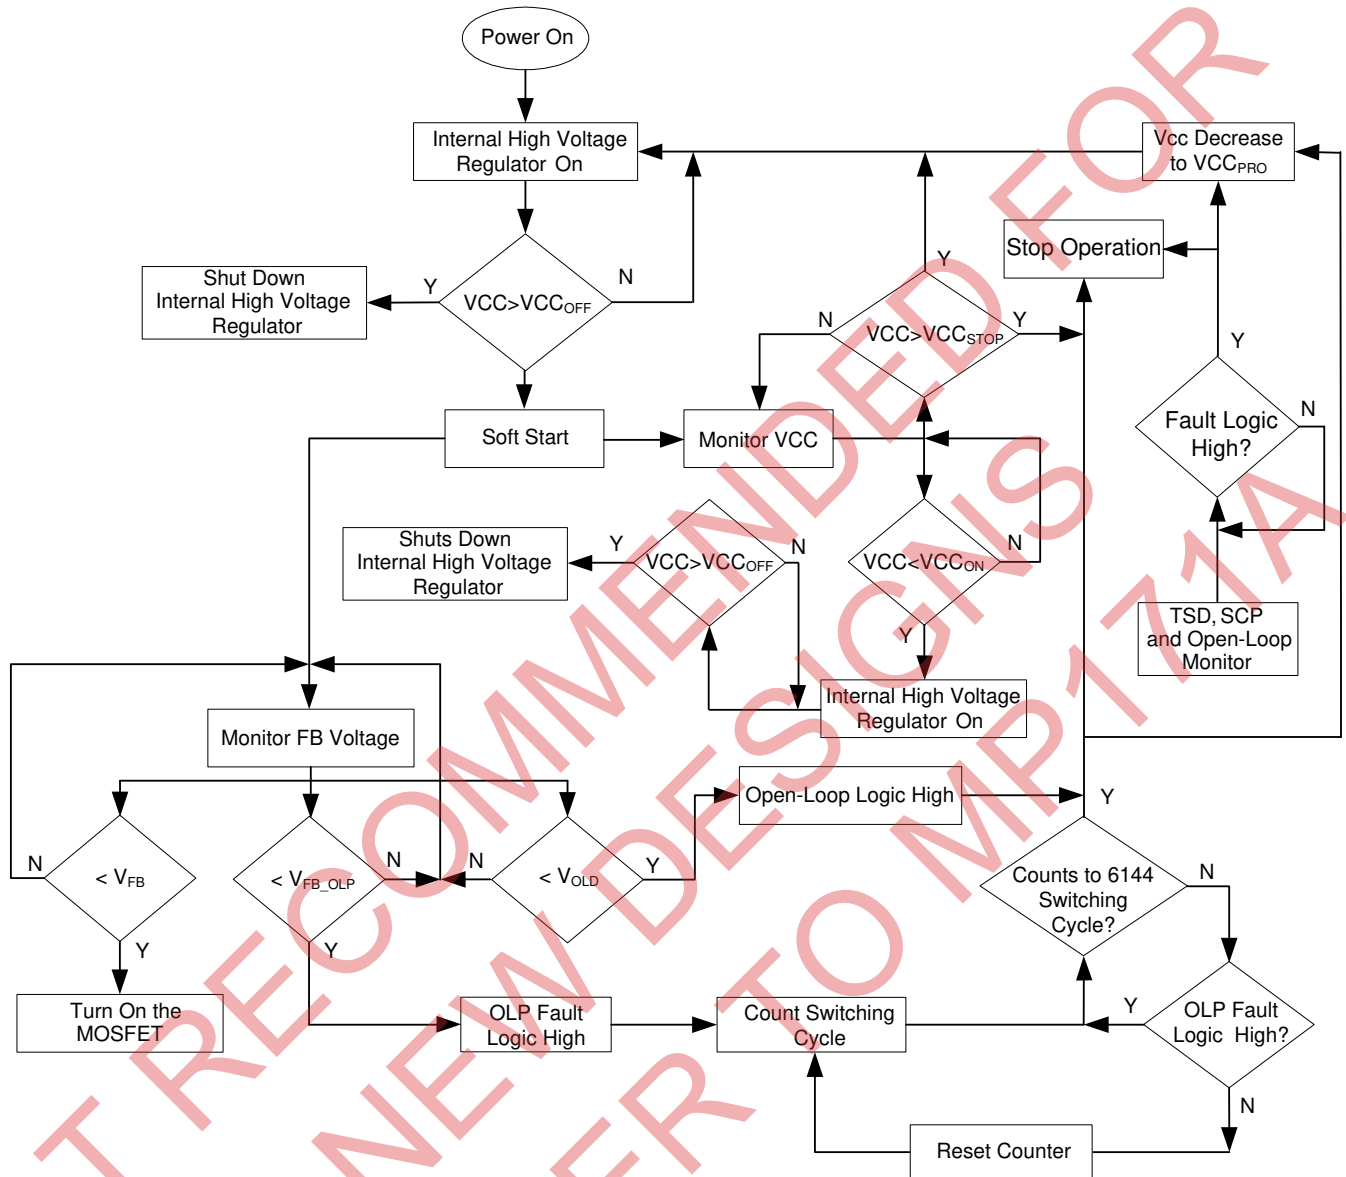 Power On
Internal High Voltage
Regulator On
Vcc Decrease
to VCCPRO
Stop Operation
Shut Down
Internal High Voltage
Regulator
Y
VCC>VCCOFF
N
N
VCC>VCCSTOP
Y
Y
Y
Fault Logic
High?
N
Soft Start
Monitor VCC
Shuts Down
Internal High Voltage
Regulator
Y
VCC>VCCOFF
N
VCC<VCCON
N
Y
TSD, SCP
and Open-Loop
Monitor
Internal High Voltage
Regulator On
Monitor FB Voltage
Open-Loop Logic High
Y
N
< VFB
Y
N
< VFB_OLP
Y
N
< VOLD
Y
Counts to 6144
Switching
Cycle?
N
Turn On the
MOSFET
OLP Fault
Logic High
Count Switching
Cycle
Y
OLP Fault
Logic High?
N
Reset Counter
T RECOMMENDED FOR
NEW DESIGNS
ER TO MP171A